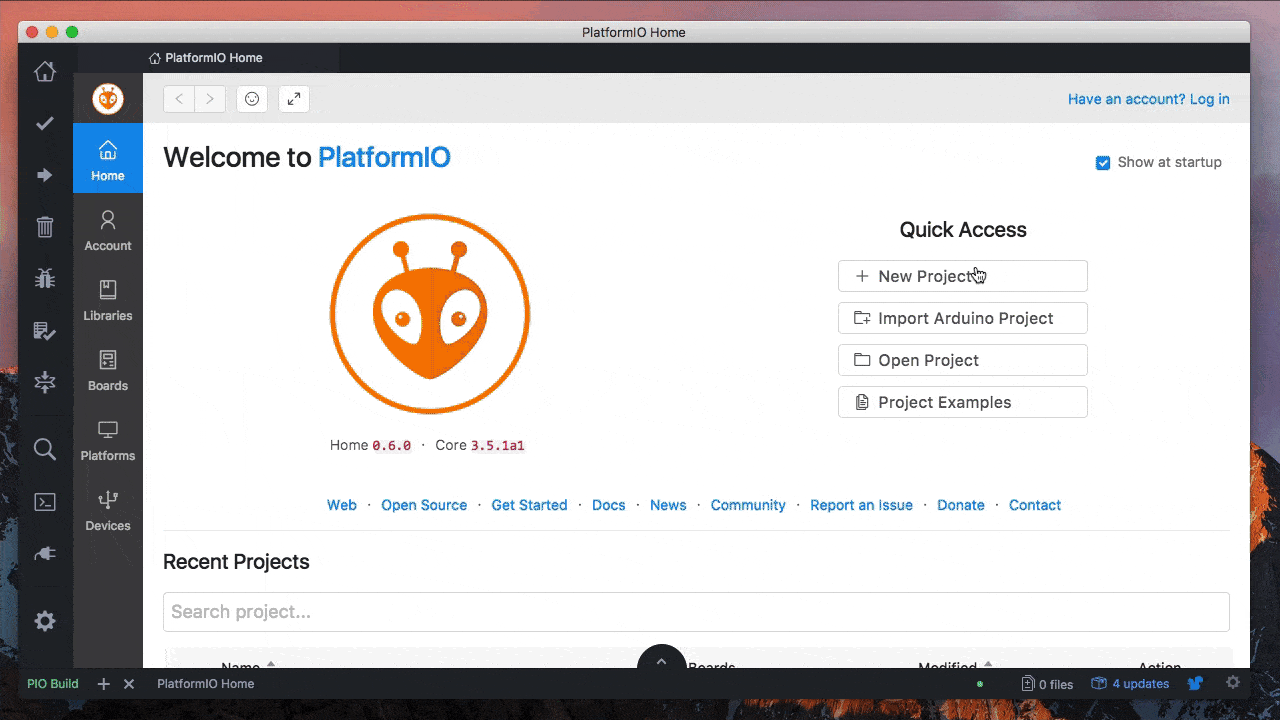 PlatformIO Home
PlatformIO Home
Have an account? Log in
Home
Account
Libraries
Boards
Platforms
Devices
Welcome to PlatformIO
Show at startup
Quick Access
New Project
Import Arduino Project
Open Project
Project Examples
Home 0.6.0 · Core 3.5.1a1
Web · Open Source · Get Started · Docs · News · Community · Report an Issue · Donate · Contact
Recent Projects
Search project...
Name Boards Modified Action
PIO Build PlatformIO Home 0 files 4 updates